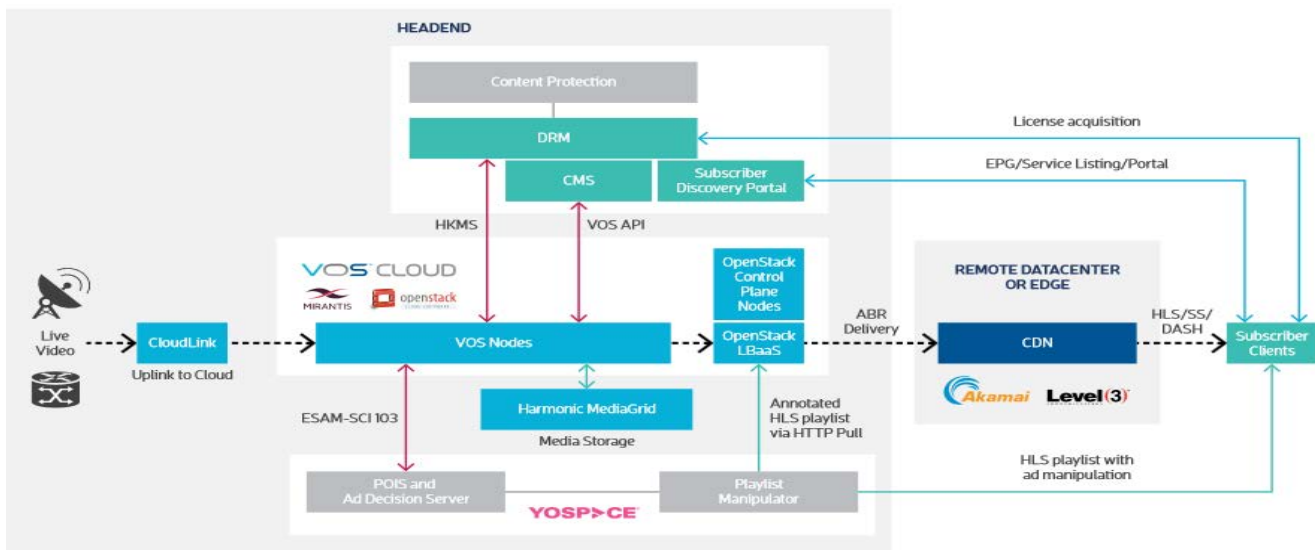 HEADEND
Content Protection
DRM
CMS
Subscriber
Discovery Portal
License acquisition
EPG/Service Listing/Portal
HKMS
VOS API
VOS™ CLOUD
MIRANTIS
openstack
OpenStack
Control
Plane
Nodes
REMOTE DATACENTER
OR EDGE
Live
Video
CloudLink
Uplink to Cloud
VOS Nodes
OpenStack
LBaaS
ABR
Delivery
CDN
HLS/SS/
DASH
Subscriber
Clients
Akamai
Level(3)
ESAM-SCI 103
Harmonic MediaGrid
Media Storage
Annotated
HLS playlist
via HTTP Pull
POIS and
Ad Decision Server
YOSPACE
Playlist
Manipulator
HLS playlist with
ad manipulation